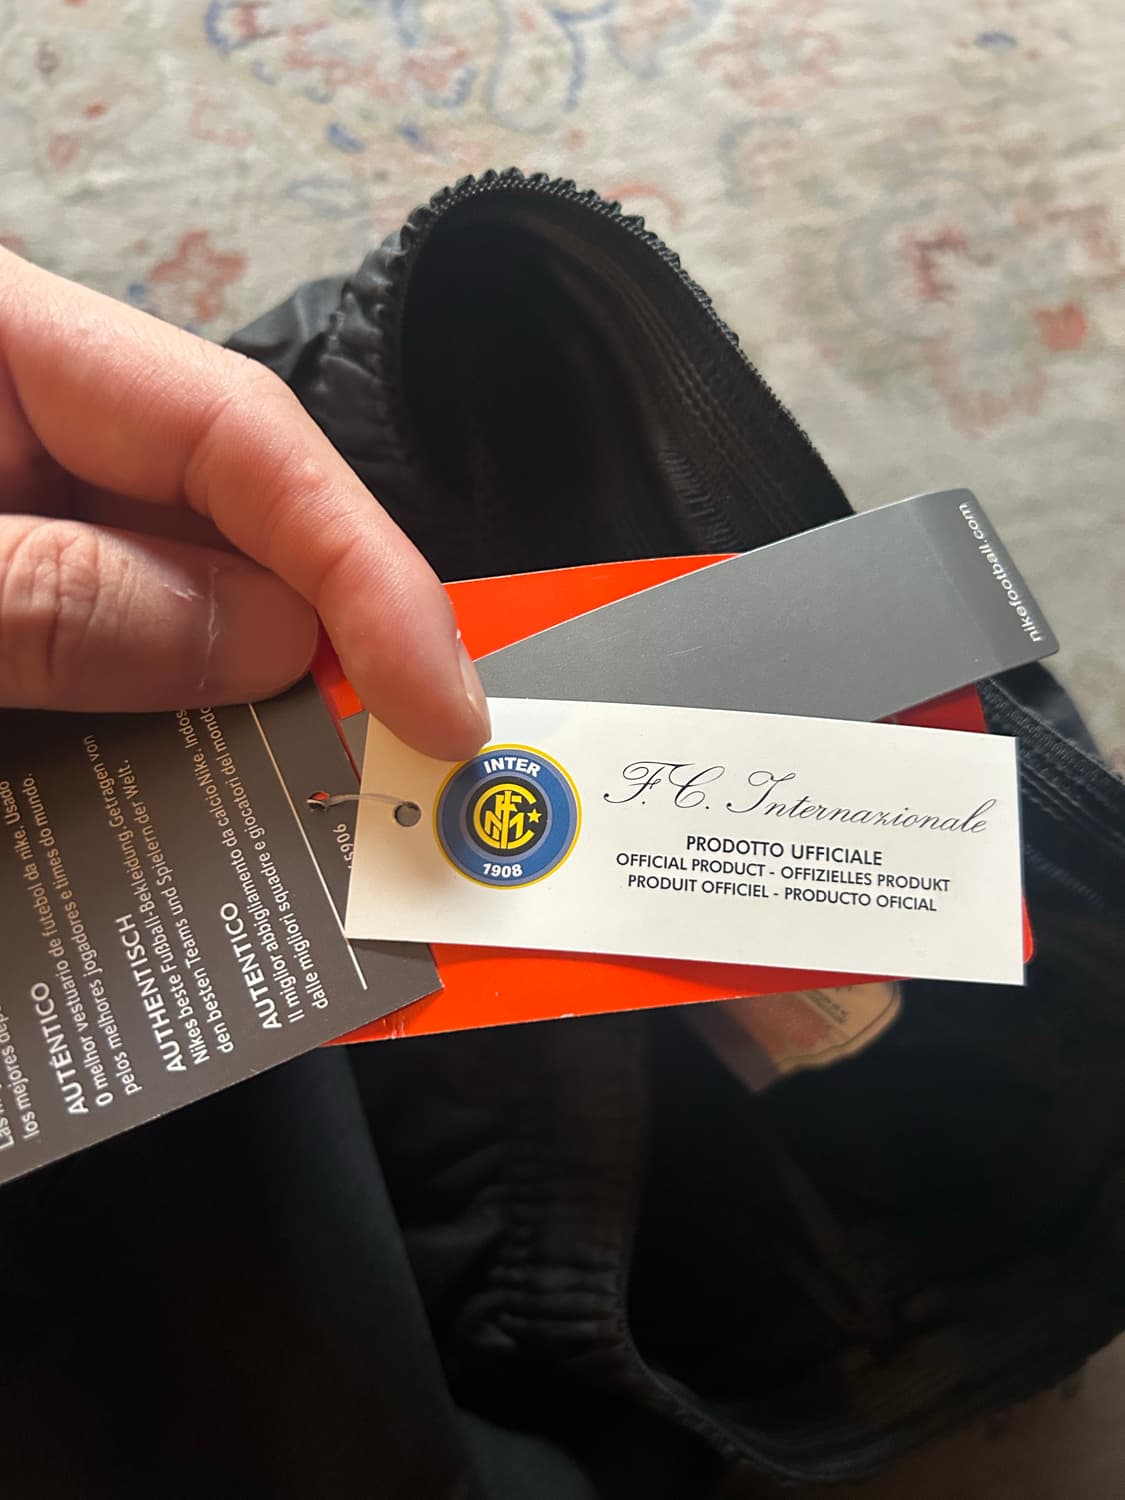 nikefootball.com
INTER
1908
F.C. Internazionale
PRODOTTO UFFICIALE
OFFICIAL PRODUCT - OFFIZIELLES PRODUKT
PRODUIT OFFICIEL - PRODUCTO OFICIAL
los mejores
AUTÊNTICO
O melhor vestuário de futebol da nike. Usado
pelos melhores jogadores e times do mundo.
AUTHENTISCH
Nikes beste Fußball-Bekleidung. Getragen von
den besten Teams und Spielern der Welt.
AUTENTICO
Il miglior abbigliamento da calcio Nike. Indos
dalle migliori squadre e giocatori del mondo
5906